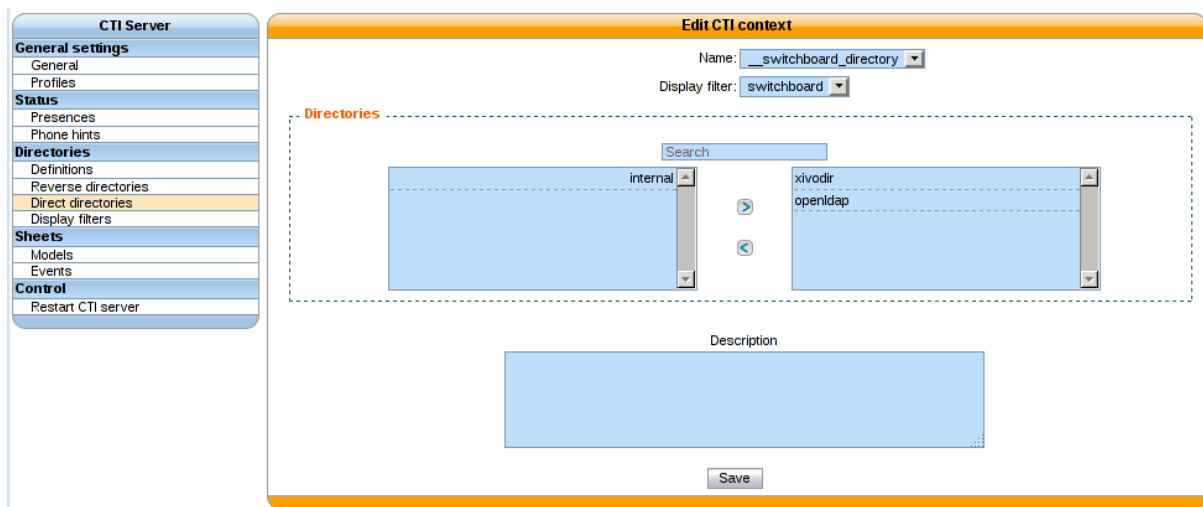 CTI Server
General settings
General
Profiles
Status
Presences
Phone hints
Directories
Definitions
Reverse directories
Direct directories
Display filters
Sheets
Models
Events
Control
Restart CTI server
Edit CTI context
Name: __switchboard_directory
Display filter: switchboard
Directories
Search
internal
xivodir
openldap
Description
Save